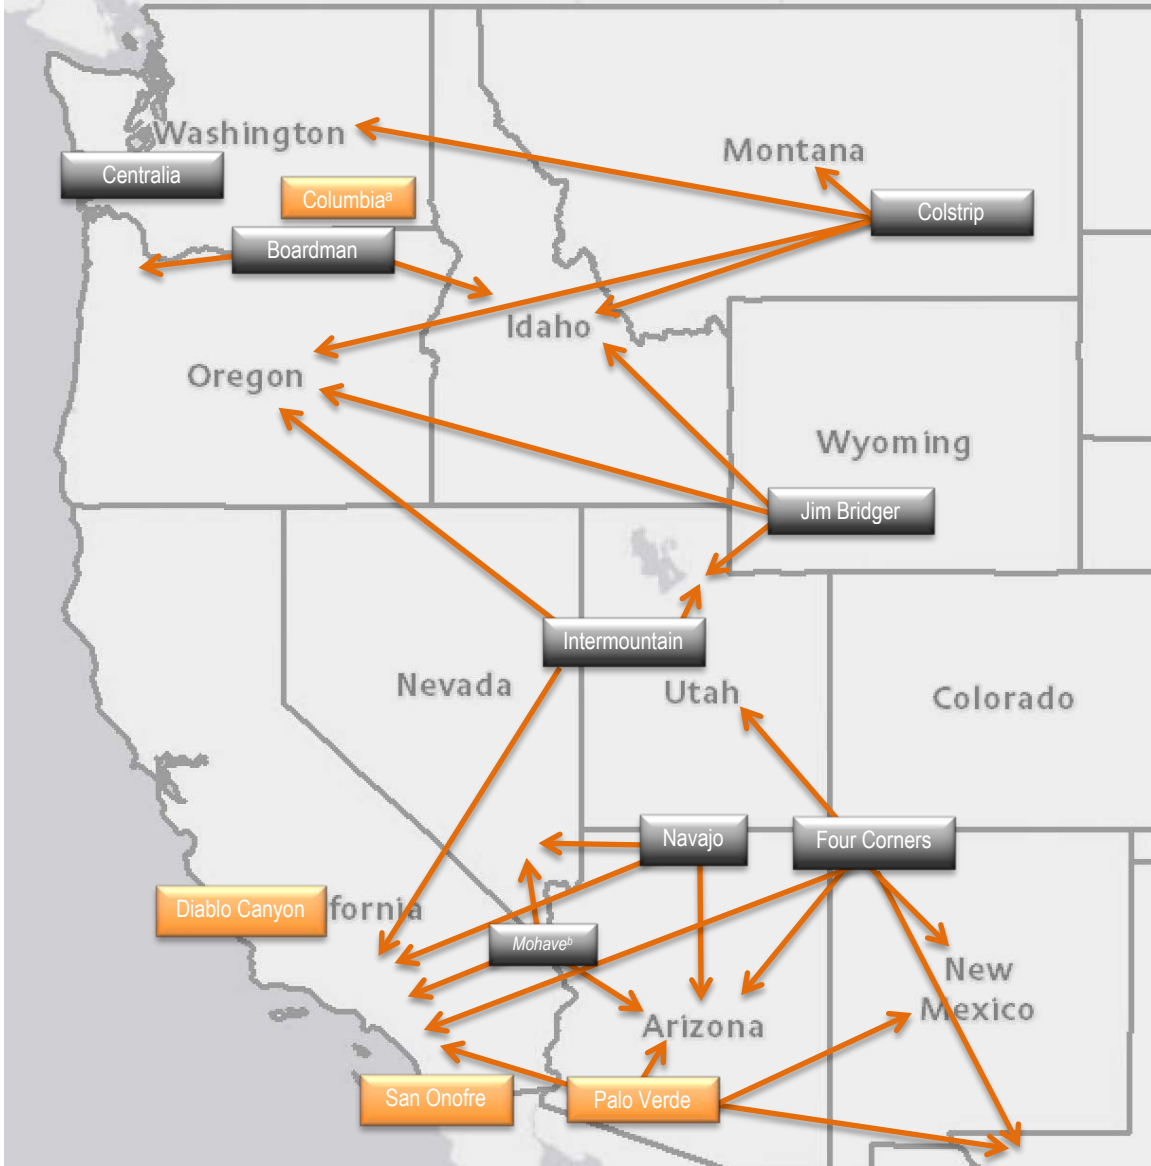 Washington
Montana
Centralia
Columbiaᵃ
Colstrip
Boardman
Idaho
Oregon
Wyoming
Jim Bridger
Intermountain
Nevada
Utah
Colorado
Navajo
Four Corners
Diablo Canyon
fornia
Mohaveᵇ
New
Mexico
Arizona
San Onofre
Palo Verde